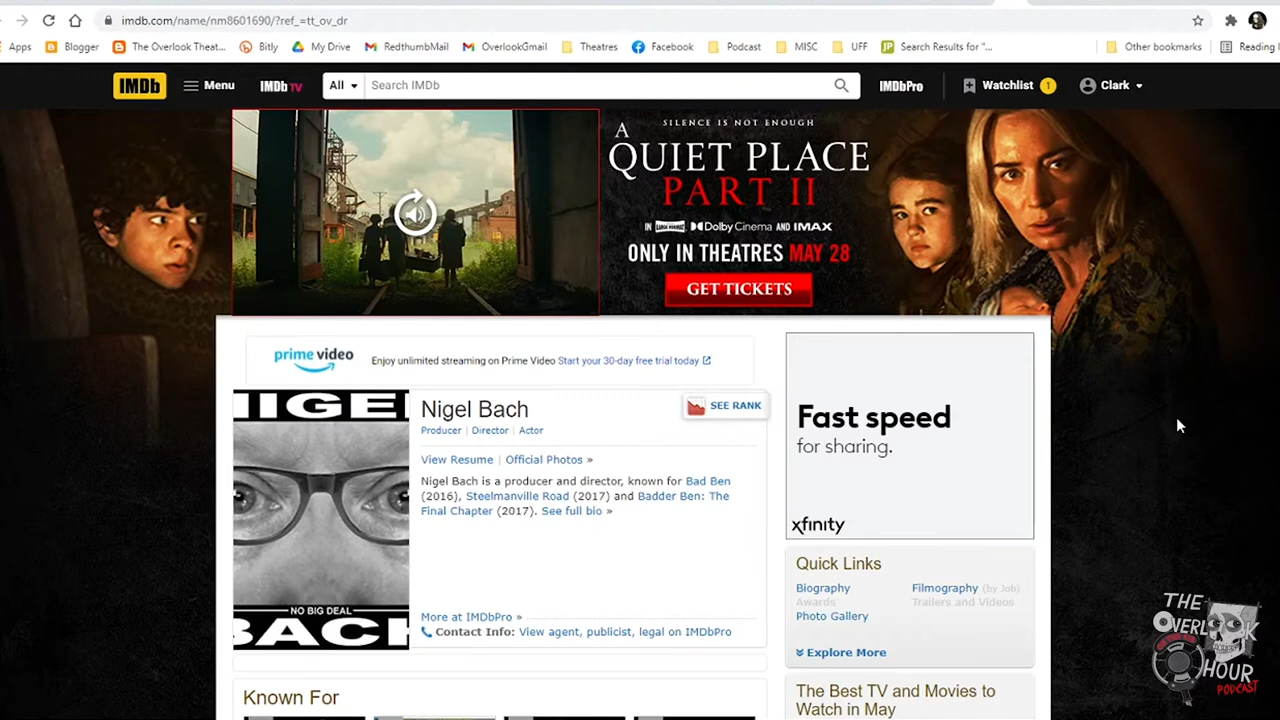 imdb.com/name/nm8601690/?ref_=tt_ov_dr
Apps Blogger The Overlook Theat... Bitly My Drive RedthumbMail OverlookGmail Theatres Facebook Podcast MISC UFF Search Results for "... Other bookmarks Reading
IMDb Menu IMDb TV All Search IMDb IMDbPro Watchlist 1 Clark
SILENCE IS NOT ENOUGH
A
QUIET PLACE
PART II
IN LARGE FORMAT, Dolby Cinema AND IMAX
ONLY IN THEATRES MAY 28
GET TICKETS
prime video Enjoy unlimited streaming on Prime Video Start your 30-day free trial today
NIGEL
NO BIG DEAL
BACH
Nigel Bach
SEE RANK
Producer | Director | Actor
View Resume | Official Photos »
Nigel Bach is a producer and director, known for Bad Ben
(2016), Steelmanville Road (2017) and Badder Ben: The
Final Chapter (2017). See full bio »
More at IMDbPro »
Contact Info: View agent, publicist, legal on IMDbPro
Known For
Fast speed
for sharing.
xfinity
Quick Links
Biography Filmography (by Job)
Awards Trailers and Videos
Photo Gallery
Explore More
The Best TV and Movies to
Watch in May
THE
OVERLOOK
HOUR
PODCAST